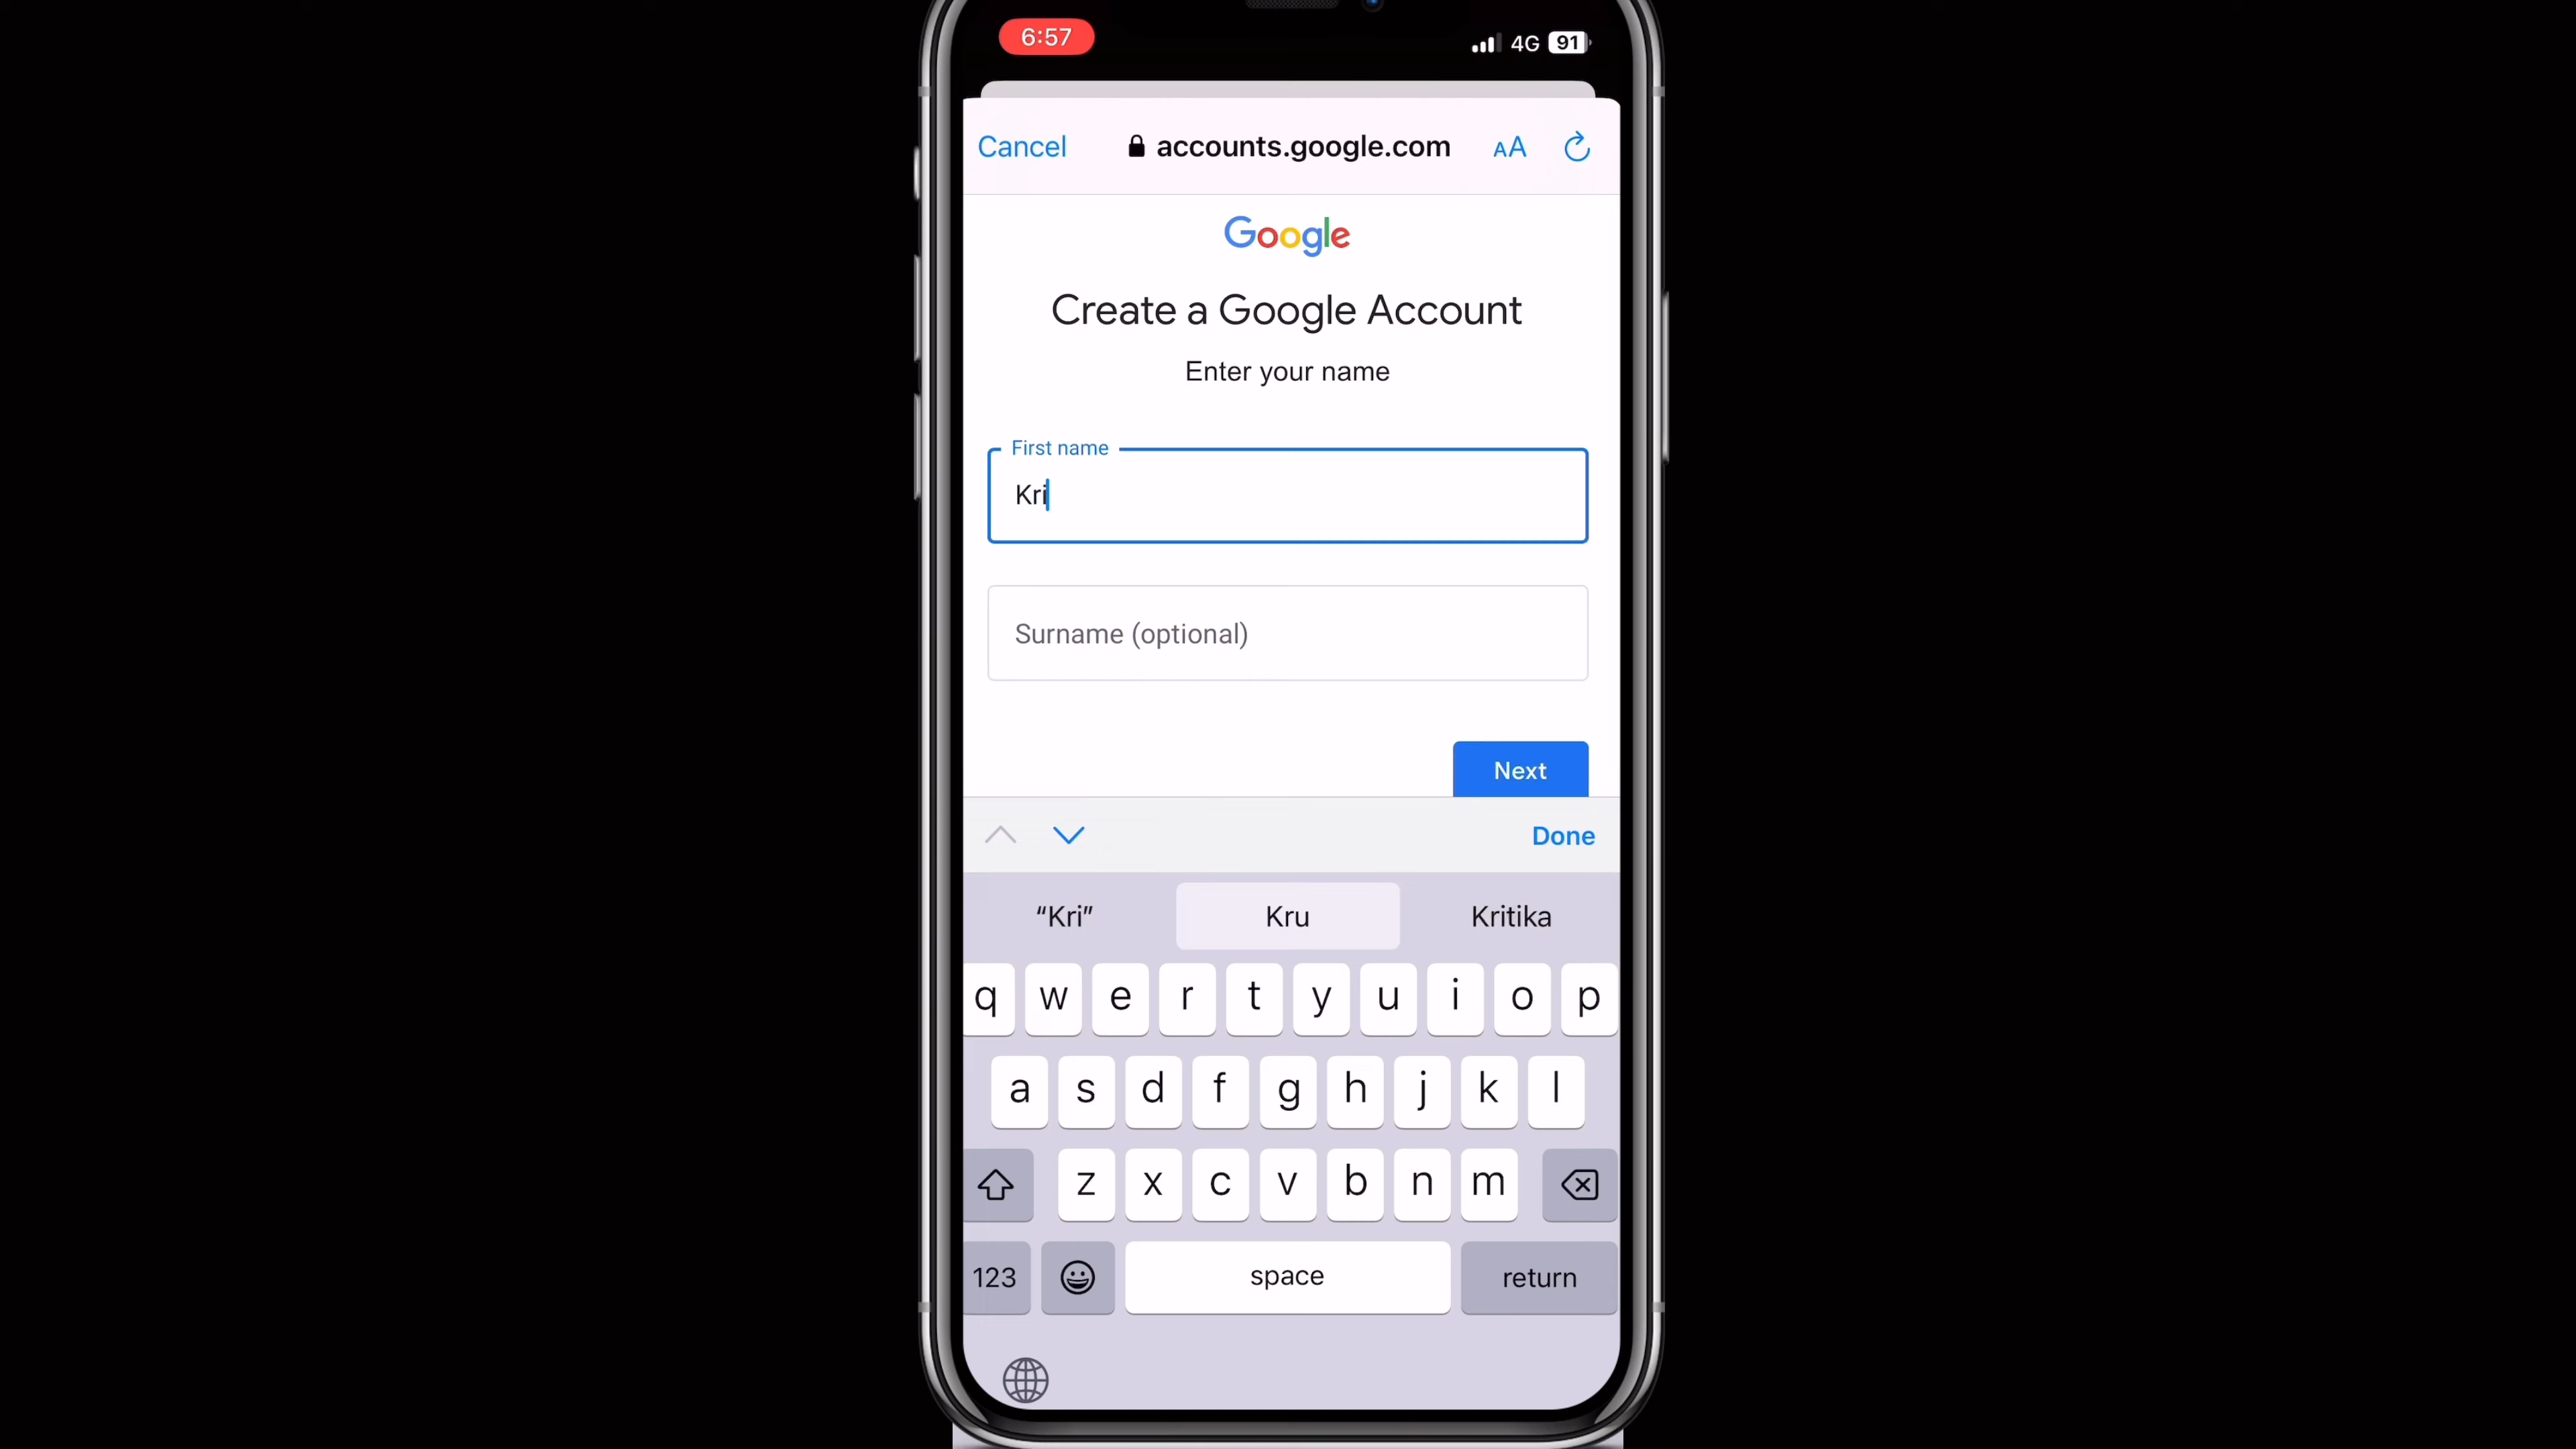 6:57 4G 91
Cancel accounts.google.com AA
Google
Create a Google Account
Enter your name
First name
Kri
Surname (optional)
Next
Done
“Kri” Kru Kritika
q w e r t y u i o p
a s d f g h j k l
z x c v b n m
123 space return